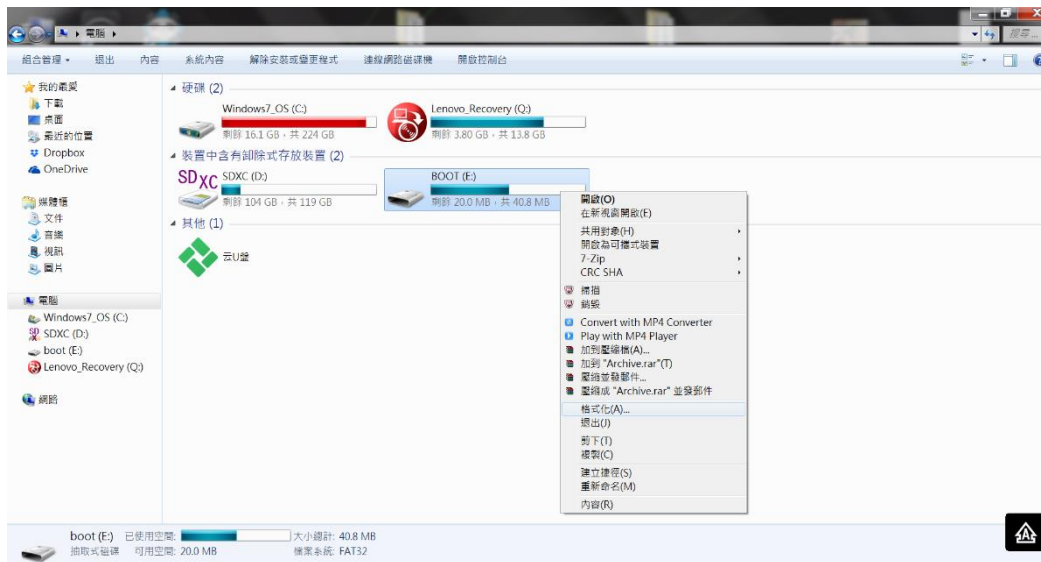 電腦
搜尋...
組合管理 退出 內容 系統內容 解除安裝或變更程式 連線網路磁碟機 開啟控制台
我的最愛
下載
桌面
最近的位置
Dropbox
OneDrive
媒體櫃
文件
音樂
視訊
圖片
電腦
Windows7_OS (C:)
SDXC (D:)
boot (E:)
Lenovo_Recovery (Q:)
網路
硬碟 (2)
Windows7_OS (C:)
剩餘 16.1 GB，共 224 GB
Lenovo_Recovery (Q:)
剩餘 3.80 GB，共 13.8 GB
裝置中含有卸除式存放裝置 (2)
SDXC
SDXC (D:)
剩餘 104 GB，共 119 GB
BOOT (E:)
剩餘 20.0 MB，共 40.8 MB
其他 (1)
云U盤
開啟(O)
在新視窗開啟(E)
共用對象(H)
開啟為可攜式裝置
7-Zip
CRC SHA
掃描
銷毀
Convert with MP4 Converter
Play with MP4 Player
加到壓縮檔(A)...
加到 "Archive.rar"(T)
壓縮並發郵件...
壓縮成 "Archive.rar" 並發郵件
格式化(A)...
退出(J)
剪下(T)
複製(C)
建立捷徑(S)
重新命名(M)
內容(R)
boot (E:) 已使用空間: 大小總計: 40.8 MB
抽取式磁碟 可用空間: 20.0 MB 檔案系統: FAT32